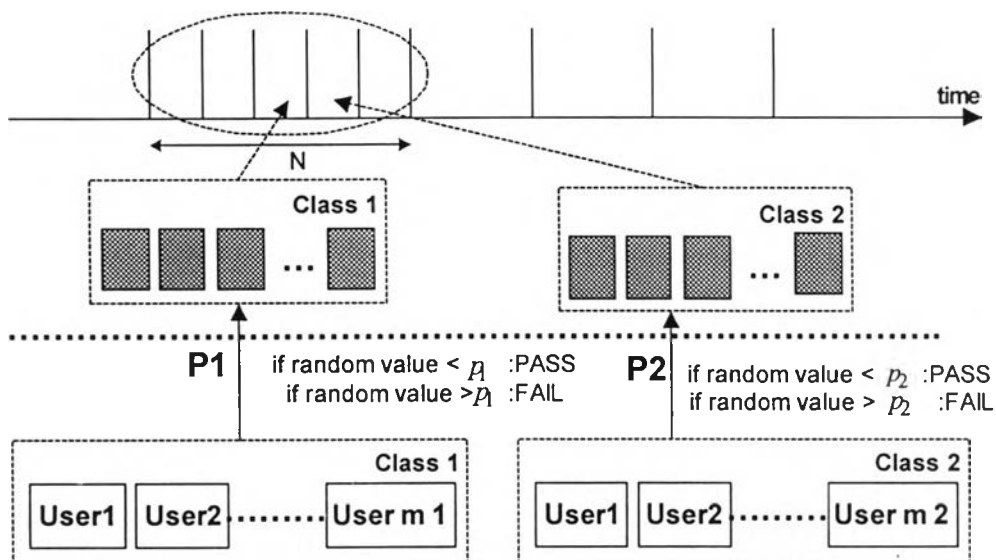 time
N
Class 1
...
Class 2
...
P1
if random value < p₁ :PASS
if random value >p₁ :FAIL
P2
if random value < p₂ :PASS
if random value > p₂ :FAIL
Class 1
User1 User2 ........ User m 1
Class 2
User1 User2 ........ User m 2